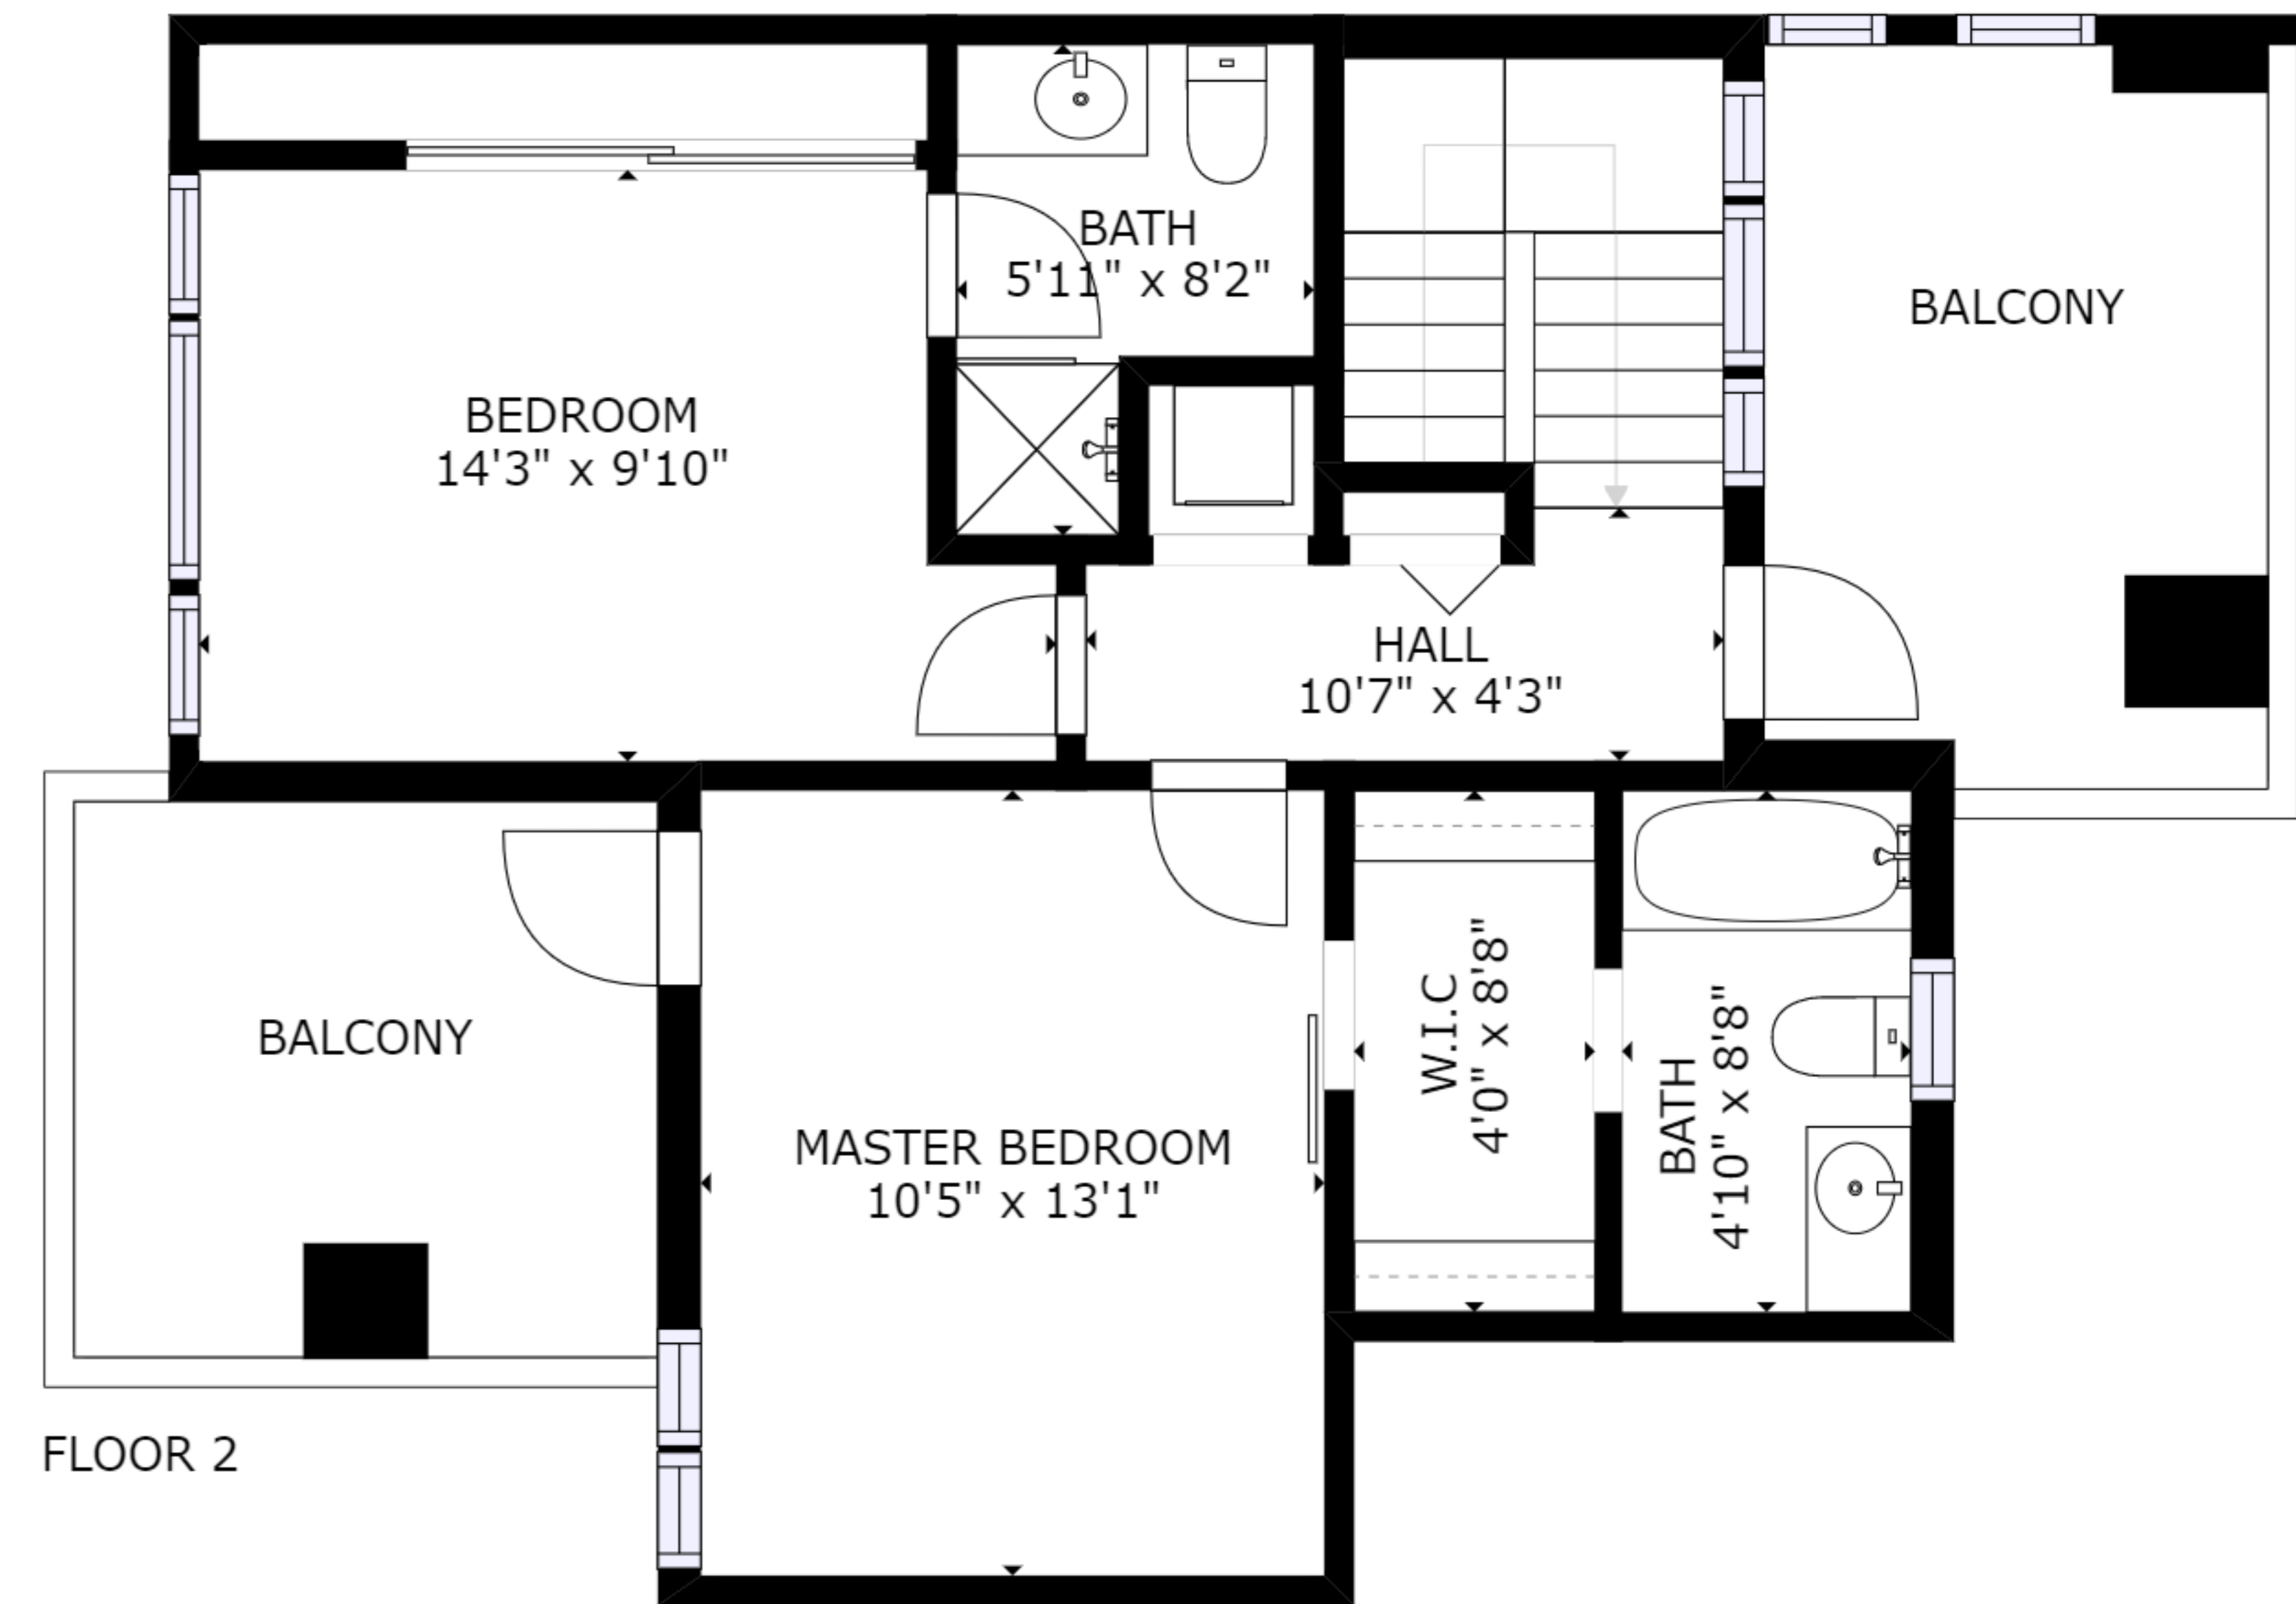 BATH
5'11" x 8'2"
BALCONY
BEDROOM
14'3" x 9'10"
HALL
10'7" x 4'3"
BALCONY
MASTER BEDROOM
10'5" x 13'1"
W.I.C
4'0" x 8'8"
BATH
4'10" x 8'8"
FLOOR 2